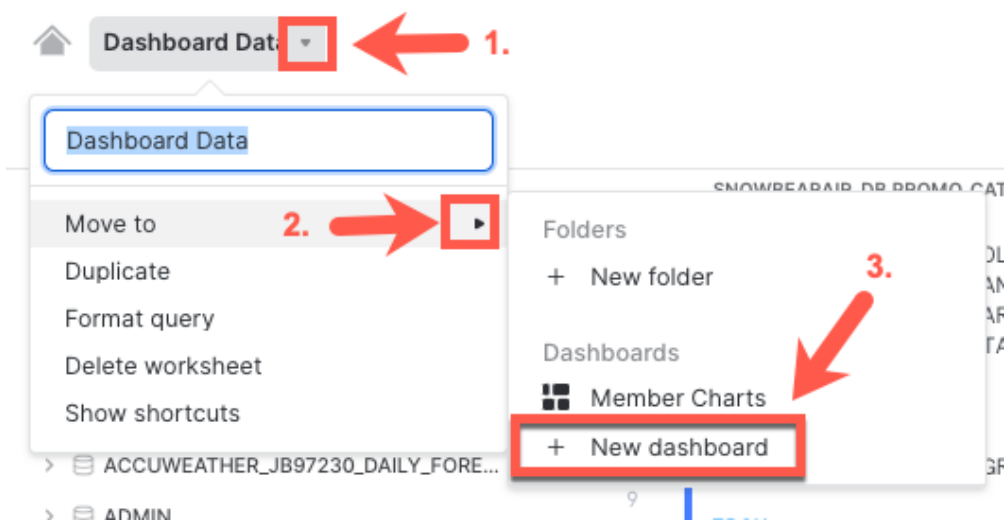 Dashboard Data
1.
Dashboard Data
Move to
2.
Duplicate
Format query
Delete worksheet
Show shortcuts
Folders
+ New folder
3.
Dashboards
Member Charts
+ New dashboard
ACCUWEATHER_JB97230_DAILY_FORE...
ADMIN
9